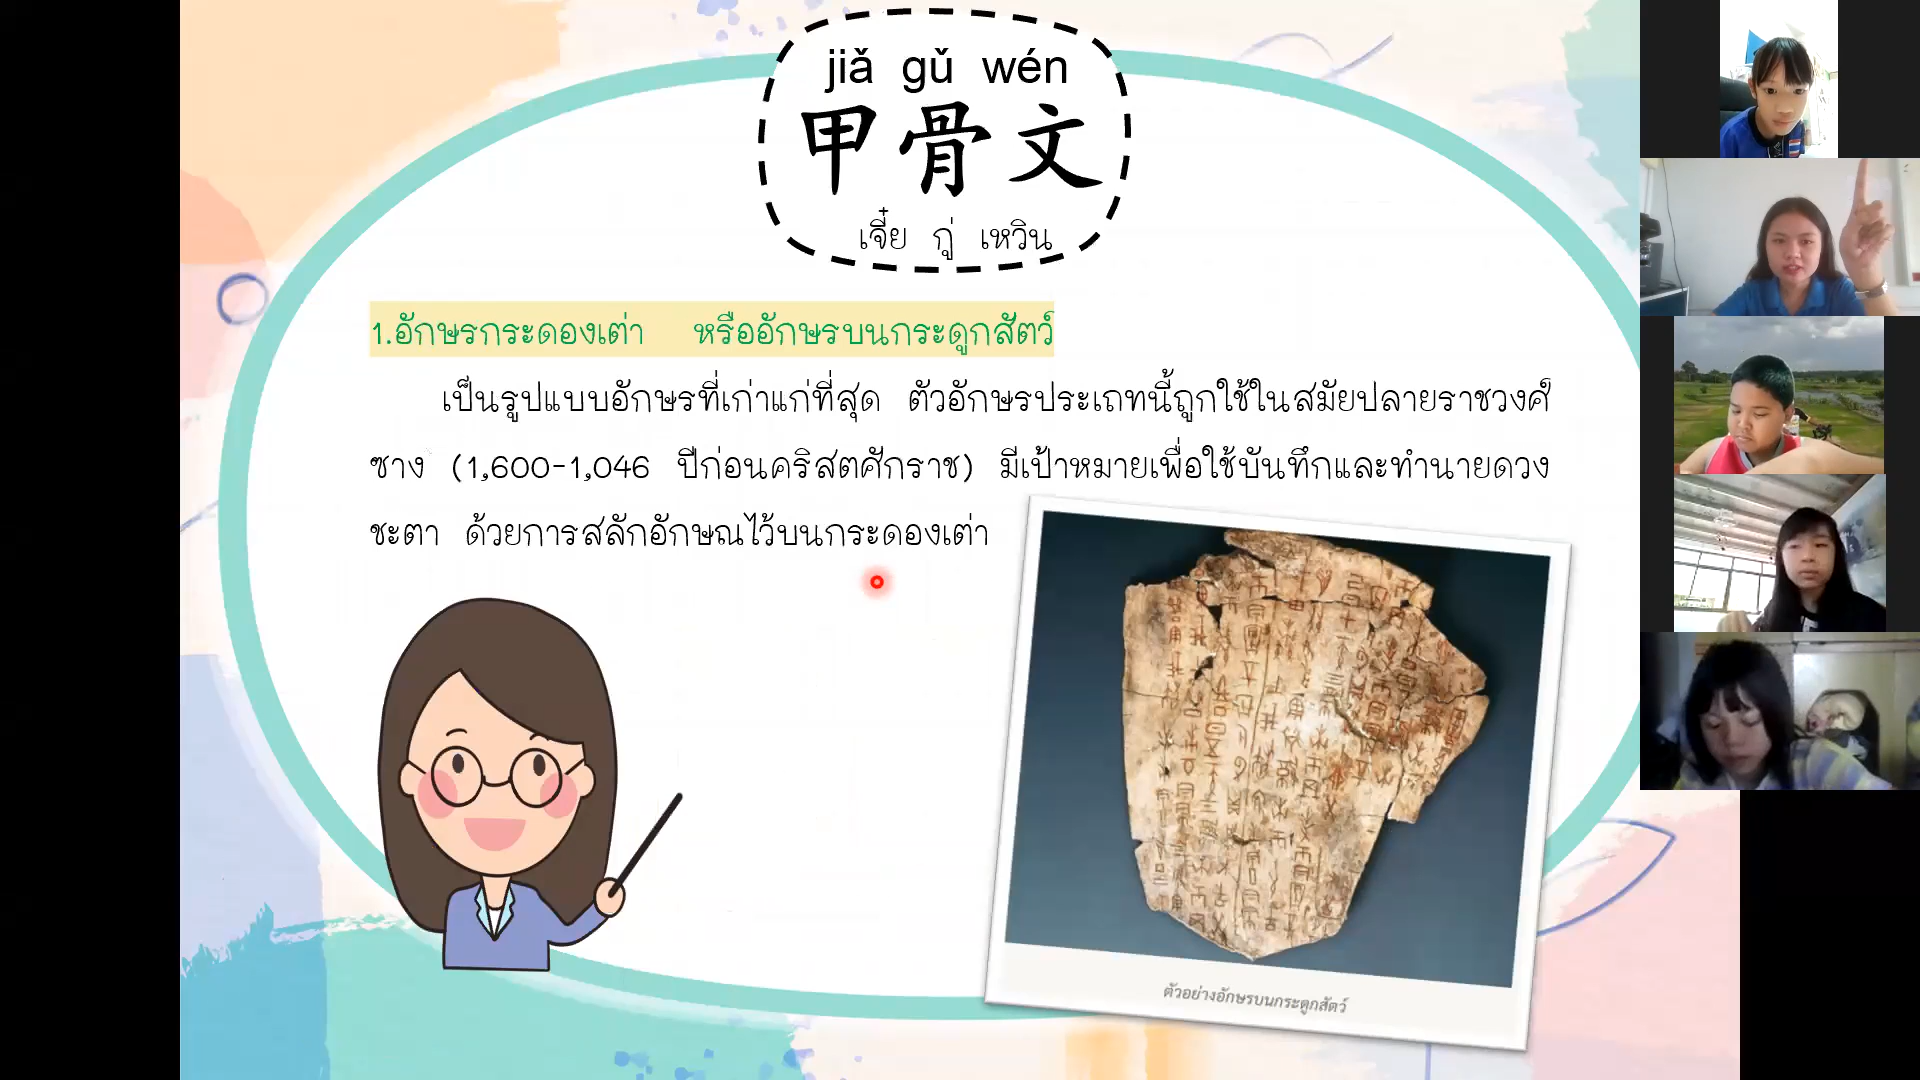 jiǎ gǔ wén
甲骨文
เจี๋ย กู่ เหวิน
1.อักษรกระดองเต่า หรืออักษรบนกระดูกสัตว์
เป็นรูปแบบอักษรที่เก่าแก่ที่สุด ตัวอักษรประเภทนี้ถูกใช้ในสมัยปลายราชวงศ์
ซาง (1,600-1,046 ปีก่อนคริสตศักราช) มีเป้าหมายเพื่อใช้บันทึกและทำนายดวง
ชะตา ด้วยการสลักอักษณไว้บนกระดองเต่า
ตัวอย่างอักษรบนกระดูกสัตว์